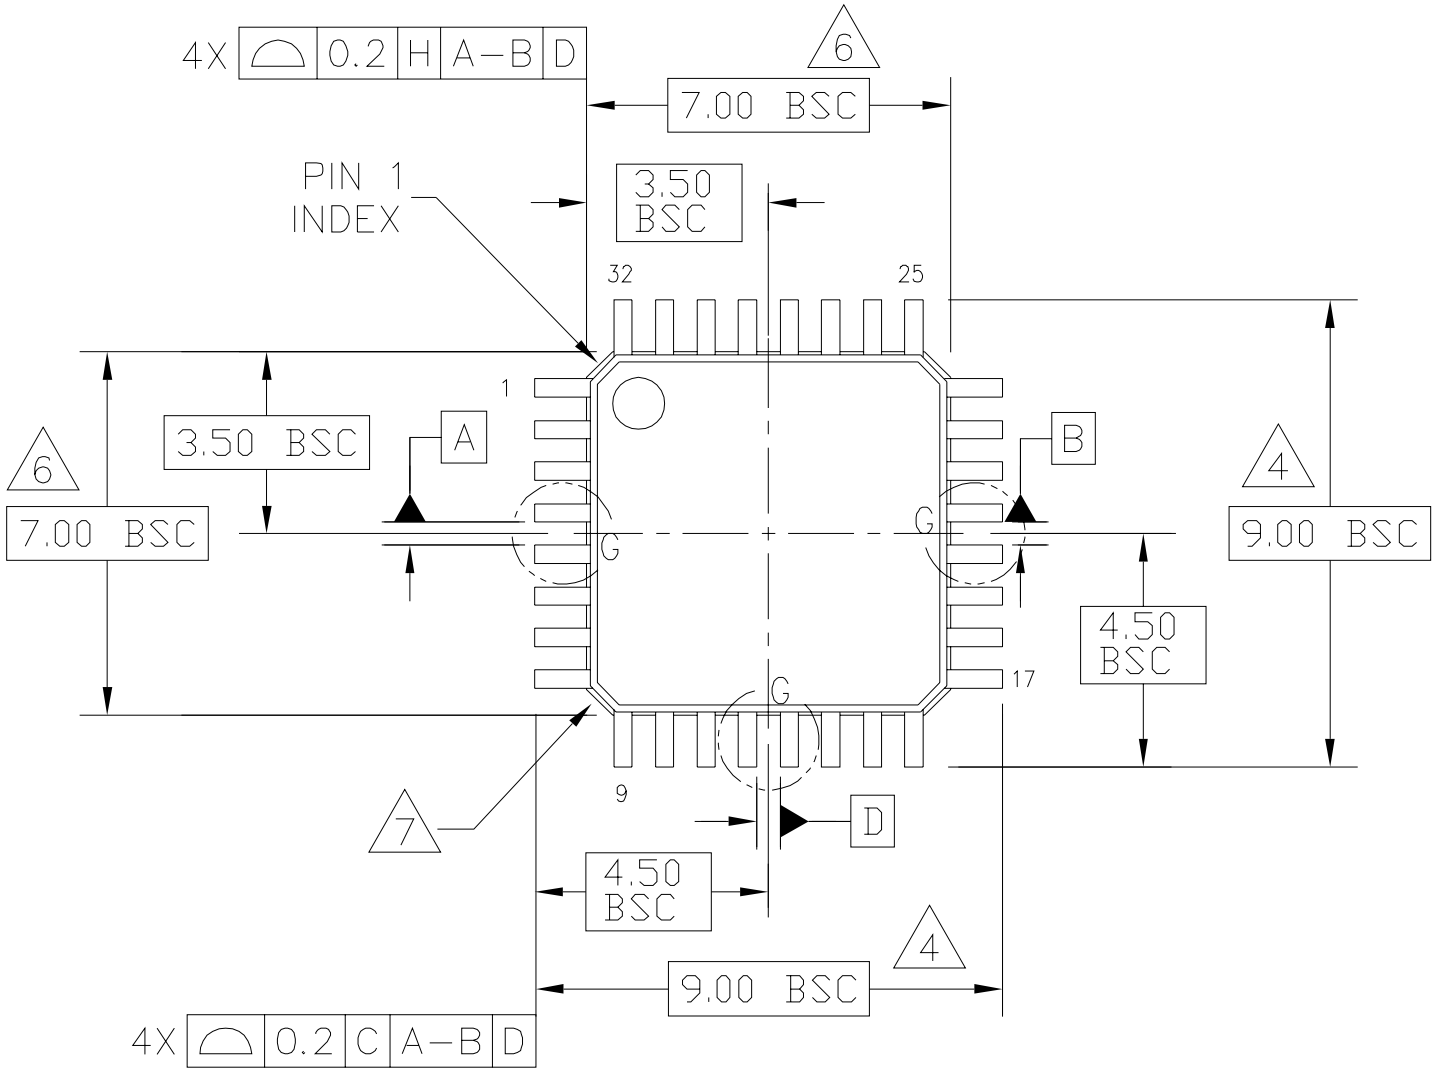 6
4X 0.2 H A-B D
7.00 BSC
PIN 1
INDEX
3.50
BSC
32
25
1
A
B
3.50 BSC
6
4
7.00 BSC
G
G
9.00 BSC
4.50
BSC
17
G
9
7
D
4.50
BSC
4
9.00 BSC
4X 0.2 C A-B D